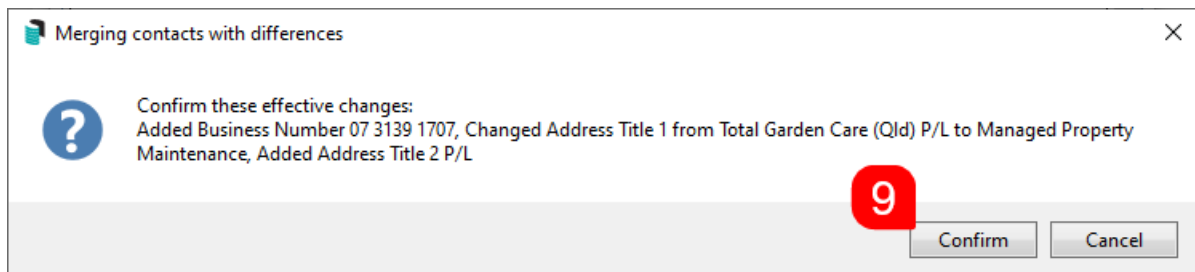 Merging contacts with differences
Confirm these effective changes:
Added Business Number 07 3139 1707, Changed Address Title 1 from Total Garden Care (Qld) P/L to Managed Property
Maintenance, Added Address Title 2 P/L
9
Confirm
Cancel